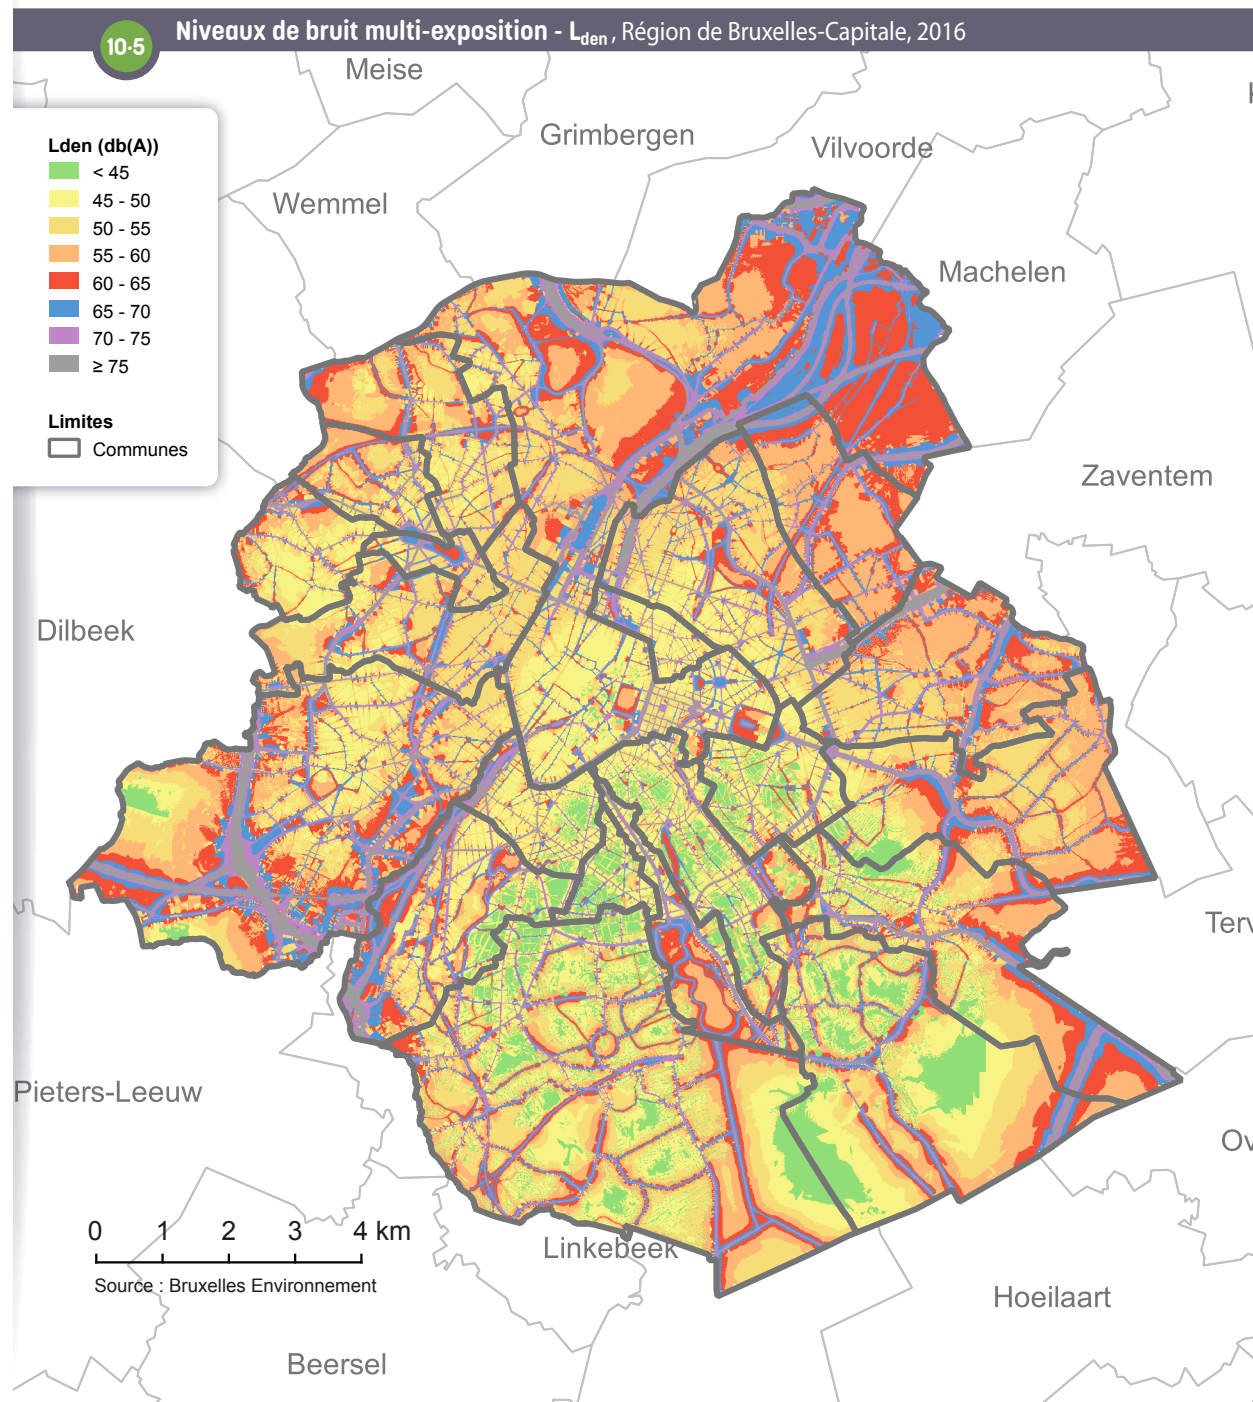 10·5
Niveaux de bruit multi-exposition - Lden, Région de Bruxelles-Capitale, 2016
Meise
Grimbergen
Vilvoorde
Lden (db(A))
< 45
45 - 50
50 - 55
55 - 60
60 - 65
65 - 70
70 - 75
≥ 75
Limites
Communes
Wemmel
Machelen
Zaventem
Dilbeek
Terv
Pieters-Leeuw
Ov
0 1 2 3 4 km
Source : Bruxelles Environnement
Linkebeek
Hoeilaart
Beersel